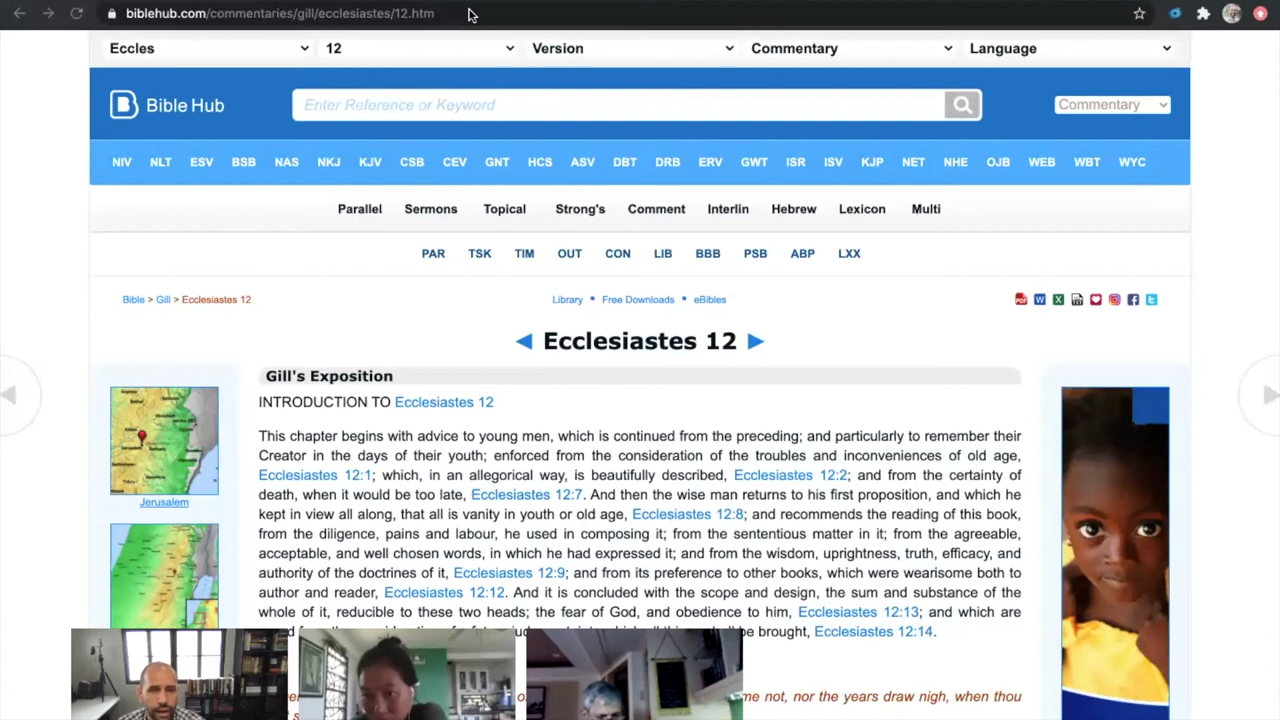 biblehub.com/commentaries/gill/ecclesiastes/12.htm
Eccles 12 Version Commentary Language
Bible Hub Enter Reference or Keyword Commentary
NIV NLT ESV BSB NAS NKJ KJV CSB CEV GNT HCS ASV DBT DRB ERV GWT ISR ISV KJP NET NHE OJB WEB WBT WYC
Parallel Sermons Topical Strong's Comment Interlin Hebrew Lexicon Multi
PAR TSK TIM OUT CON LIB BBB PSB ABP LXX
Bible > Gill > Ecclesiastes 12 Library • Free Downloads • eBibles
◄ Ecclesiastes 12 ►
Gill's Exposition
INTRODUCTION TO Ecclesiastes 12
This chapter begins with advice to young men, which is continued from the preceding; and particularly to remember their
Creator in the days of their youth; enforced from the consideration of the troubles and inconveniences of old age,
Ecclesiastes 12:1; which, in an allegorical way, is beautifully described, Ecclesiastes 12:2; and from the certainty of
death, when it would be too late, Ecclesiastes 12:7. And then the wise man returns to his first proposition, and which he
kept in view all along, that all is vanity in youth or old age, Ecclesiastes 12:8; and recommends the reading of this book,
from the diligence, pains and labour, he used in composing it; from the sententious matter in it; from the agreeable,
acceptable, and well chosen words, in which he had expressed it; and from the wisdom, uprightness, truth, efficacy, and
authority of the doctrines of it, Ecclesiastes 12:9; and from its preference to other books, which were wearisome both to
author and reader, Ecclesiastes 12:12. And it is concluded with the scope and design, the sum and substance of the
whole of it, reducible to these two heads; the fear of God, and obedience to him, Ecclesiastes 12:13; and which are
be brought, Ecclesiastes 12:14.
Jerusalem
me not, nor the years draw nigh, when thou